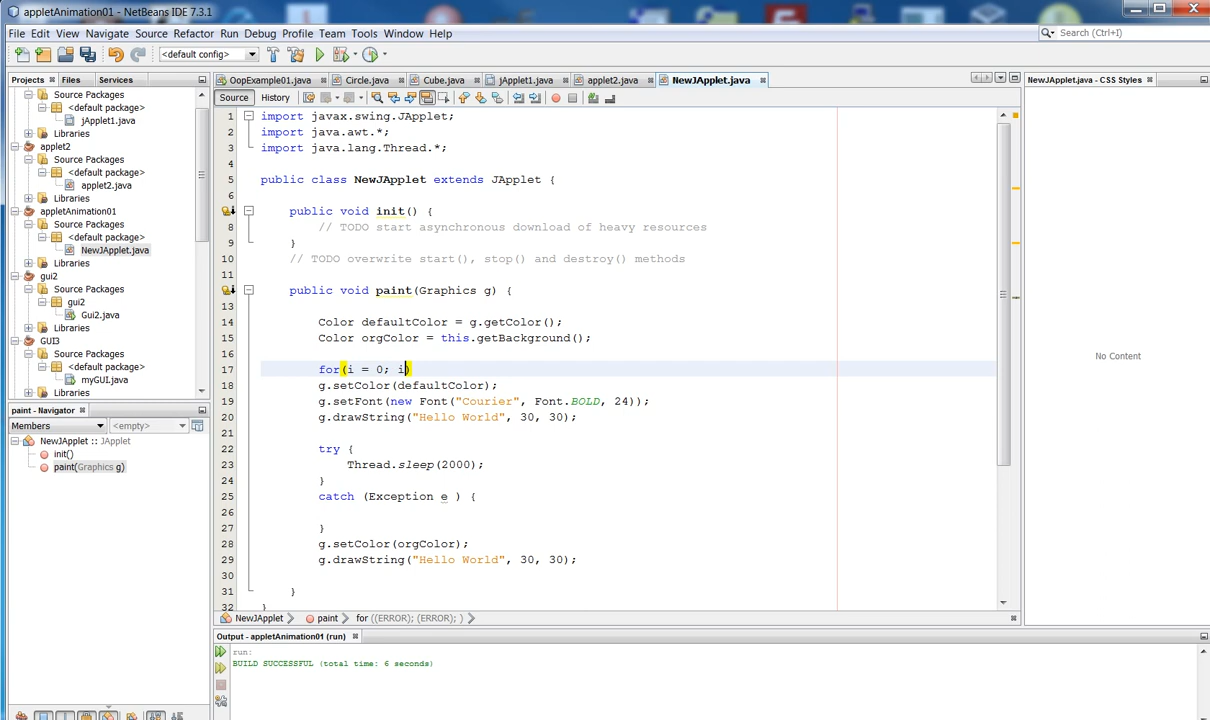 appletAnimation01 - NetBeans IDE 7.3.1
File Edit View Navigate Source Refactor Run Debug Profile Team Tools Window Help
Search (Ctrl+I)
<default config>
Projects Files Services
OopExample01.java Circle.java Cube.java jApplet1.java applet2.java NewJApplet.java
NewJApplet.java - CSS Styles
Source History
Source Packages
<default package>
jApplet1.java
Libraries
applet2
Source Packages
<default package>
applet2.java
Libraries
appletAnimation01
Source Packages
<default package>
NewJApplet.java
Libraries
gui2
Source Packages
gui2
Gui2.java
Libraries
GUI3
Source Packages
<default package>
myGUI.java
Libraries
paint - Navigator
Members <empty>
NewJApplet :: JApplet
init()
paint(Graphics g)
1 import javax.swing.JApplet;
2 import java.awt.*;
3 import java.lang.Thread.*;
4
5 public class NewJApplet extends JApplet {
6
public void init() {
8 // TODO start asynchronous download of heavy resources
9 }
10 // TODO overwrite start(), stop() and destroy() methods
11
public void paint(Graphics g) {
13
14 Color defaultColor = g.getColor();
15 Color orgColor = this.getBackground();
16
17 for(i = 0; i)
18 g.setColor(defaultColor);
19 g.setFont(new Font("Courier", Font.BOLD, 24));
20 g.drawString("Hello World", 30, 30);
21
22 try {
23 Thread.sleep(2000);
24 }
25 catch (Exception e ) {
26
27 }
28 g.setColor(orgColor);
29 g.drawString("Hello World", 30, 30);
30
31 }
32 }
No Content
NewJApplet paint for ((ERROR); (ERROR); )
Output - appletAnimation01 (run)
run:
BUILD SUCCESSFUL (total time: 6 seconds)